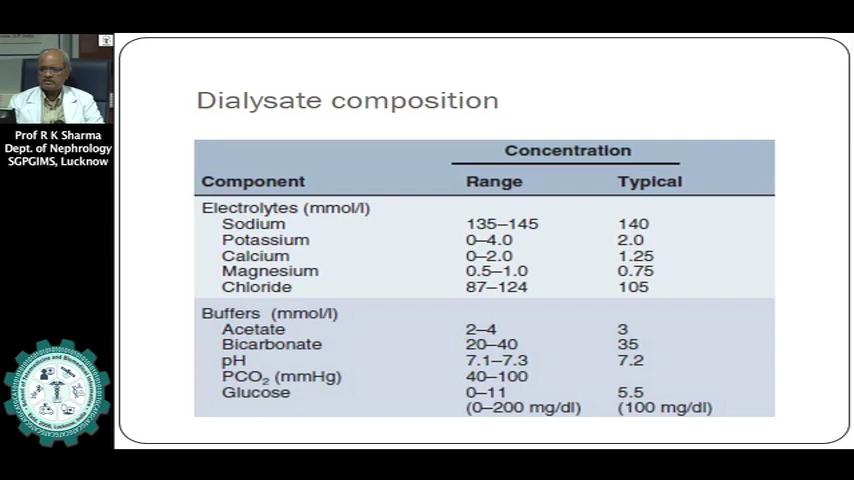 Dialysate composition
Concentration
Component Range Typical
Electrolytes (mmol/l)
Sodium 135–145 140
Potassium 0–4.0 2.0
Calcium 0–2.0 1.25
Magnesium 0.5–1.0 0.75
Chloride 87–124 105
Buffers (mmol/l)
Acetate 2–4 3
Bicarbonate 20–40 35
pH 7.1–7.3 7.2
PCO₂ (mmHg) 40–100
Glucose 0–11 5.5
(0–200 mg/dl) (100 mg/dl)
Prof R K Sharma
Dept. of Nephrology
SGPGIMS, Lucknow